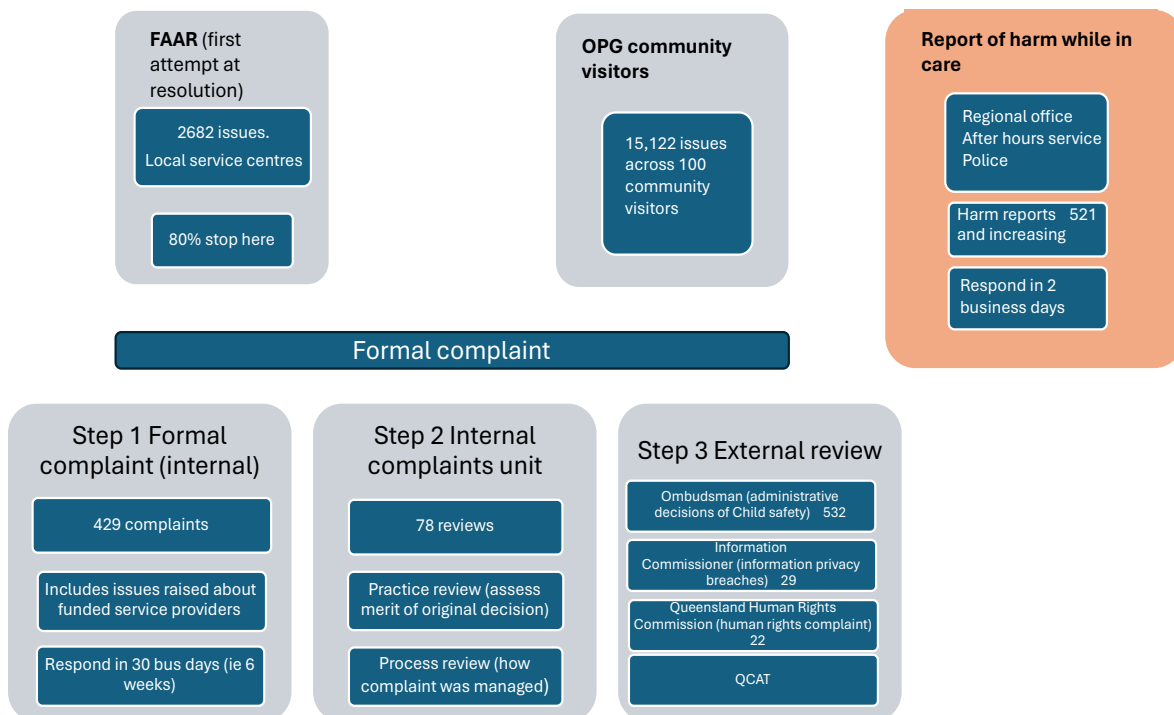 FAAR (first
attempt at
resolution)
2682 issues.
Local service centres
80% stop here
OPG community
visitors
15,122 issues
across 100
community
visitors
Report of harm while in
care
Regional office
After hours service
Police
Harm reports 521
and increasing
Respond in 2
business days
Formal complaint
Step 1 Formal
complaint (internal)
429 complaints
Includes issues raised about
funded service providers
Respond in 30 bus days (ie 6
weeks)
Step 2 Internal
complaints unit
78 reviews
Practice review (assess
merit of original decision)
Process review (how
complaint was managed)
Step 3 External review
Ombudsman (administrative
decisions of Child safety) 532
Information
Commissioner (information privacy
breaches) 29
Queensland Human Rights
Commission (human rights complaint)
22
QCAT